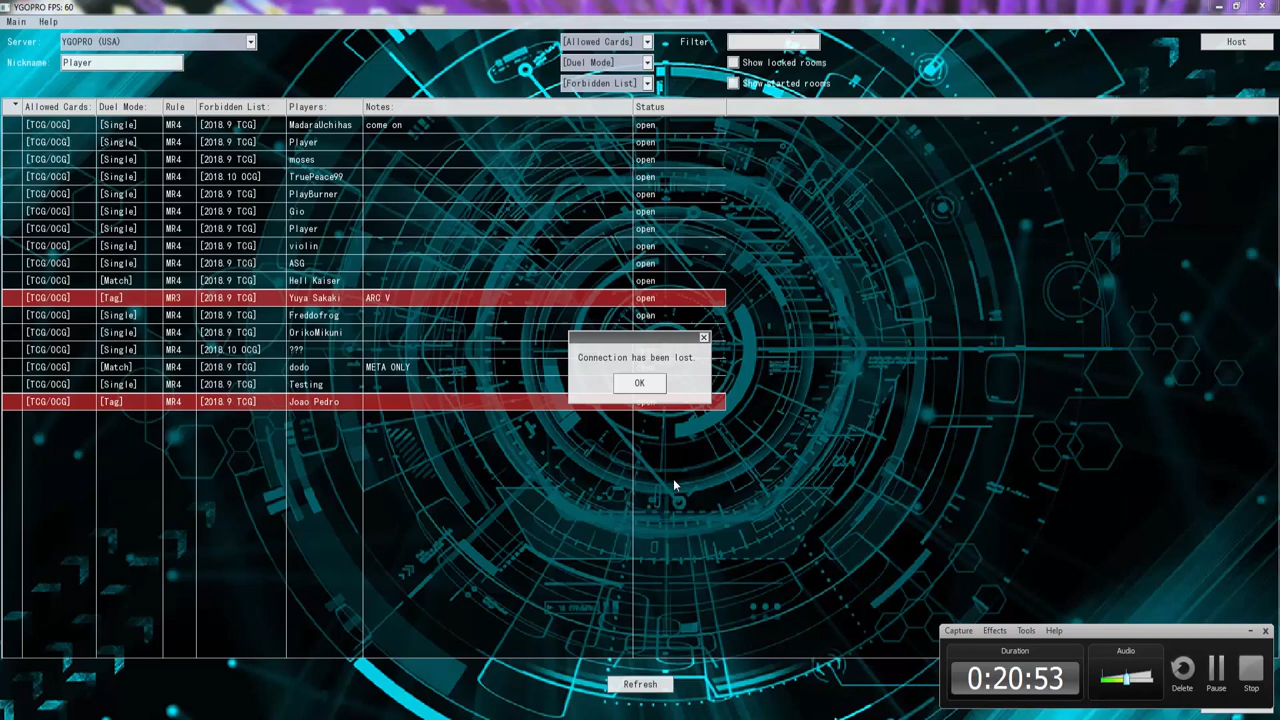 YGOPRO FPS: 60
Main Help
Server: YGOPRO (USA) [Allowed Cards] Filter Host
Nickname: Player [Duel Mode] Show locked rooms
[Forbidden List] Show started rooms
Allowed Cards: Duel Mode: Rule Forbidden List: Players: Notes: Status
[TCG/OCG] [Single] MR4 [2018.9 TCG] MadaraUchihas come on open
[TCG/OCG] [Single] MR4 [2018.9 TCG] Player open
[TCG/OCG] [Single] MR4 [2018.9 TCG] moses open
[TCG/OCG] [Single] MR4 [2018.10 OCG] TruePeace99 open
[TCG/OCG] [Single] MR4 [2018.9 TCG] PlayBurner open
[TCG/OCG] [Single] MR4 [2018.9 TCG] Gio open
[TCG/OCG] [Single] MR4 [2018.9 TCG] Player open
[TCG/OCG] [Single] MR4 [2018.9 TCG] violin open
[TCG/OCG] [Single] MR4 [2018.9 TCG] ASG open
[TCG/OCG] [Match] MR4 [2018.9 TCG] Hell Kaiser open
[TCG/OCG] [Tag] MR3 [2018.9 TCG] Yuya Sakaki ARC V open
[TCG/OCG] [Single] MR4 [2018.9 TCG] Freddofrog open
[TCG/OCG] [Single] MR4 [2018.9 TCG] OrikoMikuni
[TCG/OCG] [Single] MR4 [2018.10 OCG] ???
[TCG/OCG] [Match] MR4 [2018.9 TCG] dodo META ONLY
[TCG/OCG] [Single] MR4 [2018.9 TCG] Testing
[TCG/OCG] [Tag] MR4 [2018.9 TCG] Joao Pedro open
Connection has been lost.
OK
Refresh
Capture Effects Tools Help
Duration Audio
0:20:53
Delete Pause Stop